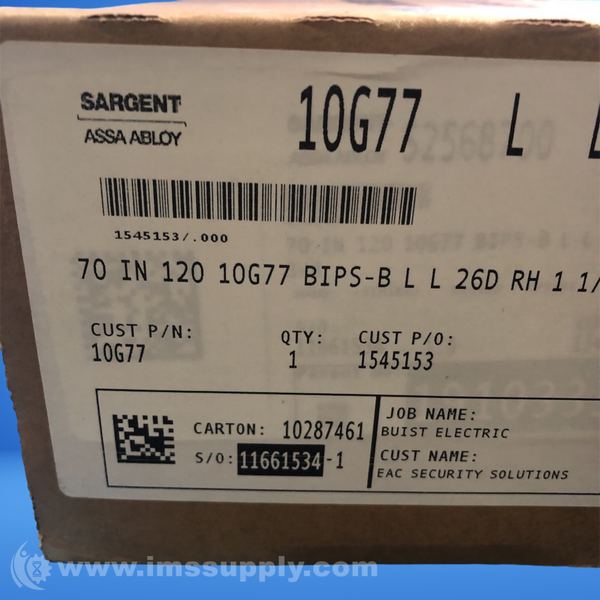 SARGENT
ASSA ABLOY
10G77 L
1545153/.000
70 IN 120 10G77 BIPS-B L L 26D RH 1 1/
CUST P/N:
10G77
QTY:
1
CUST P/O:
1545153
CARTON: 10287461
S/O: 11661534-1
JOB NAME:
BUIST ELECTRIC
CUST NAME:
EAC SECURITY SOLUTIONS
www.imssupply.com